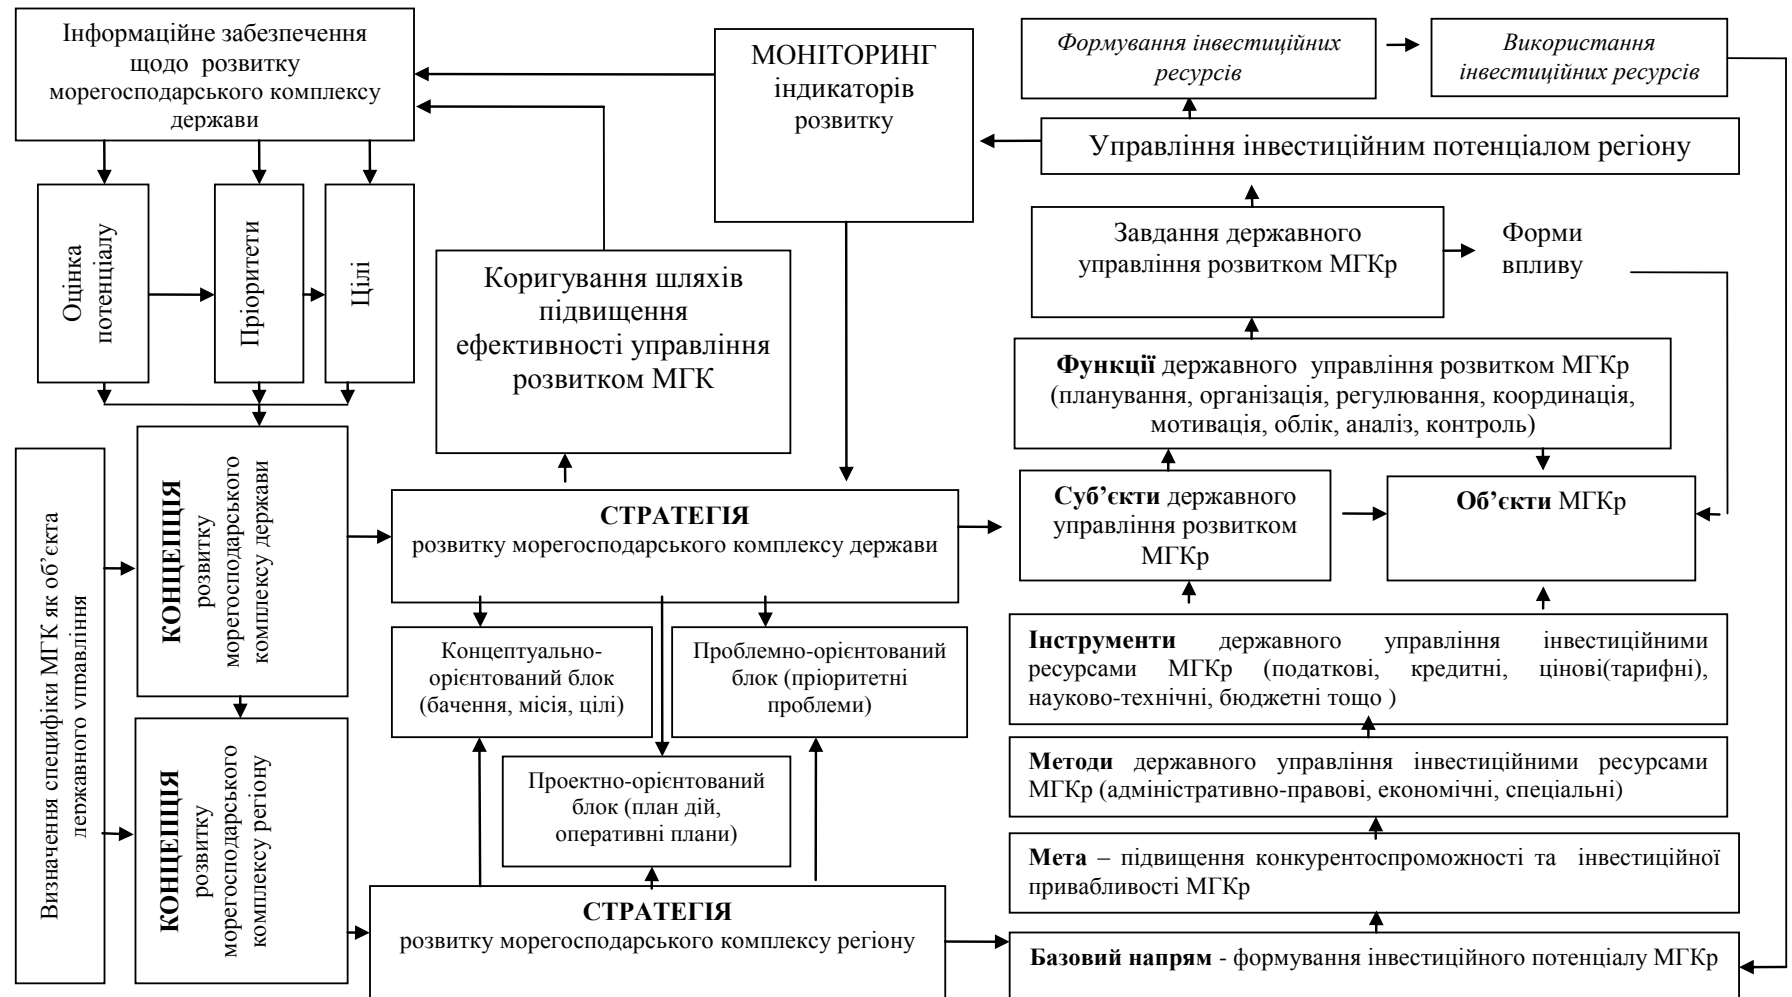 Інформаційне забезпечення
щодо розвитку
морегосподарського комплексу
держави
МОНІТОРИНГ
індикаторів
розвитку
Формування інвестиційних
ресурсів
Використання
інвестиційних ресурсів
Управління інвестиційним потенціалом регіону
Оцінка
потенціалу
Пріоритети
Цілі
Коригування шляхів
підвищення
ефективності управління
розвитком МГК
Завдання державного
управління розвитком МГКр
Форми
впливу
Функції державного управління розвитком МГКр
(планування, організація, регулювання, координація,
мотивація, облік, аналіз, контроль)
Визначення специфіки МГК як об’єкта
державного управління
КОНЦЕПЦІЯ
розвитку
морегосподарського
комплексу держави
СТРАТЕГІЯ
розвитку морегосподарського комплексу держави
Суб’єкти державного
управління розвитком
МГКр
Об’єкти МГКр
Концептуально-
орієнтований блок
(бачення, місія, цілі)
Проблемно-орієнтований
блок (пріоритетні
проблеми)
Інструменти державного управління інвестиційними
ресурсами МГКр (податкові, кредитні, цінові(тарифні),
науково-технічні, бюджетні тощо )
КОНЦЕПЦІЯ
розвитку
морегосподарського
комплексу регіону
Проектно-орієнтований
блок (план дій,
оперативні плани)
Методи державного управління інвестиційними ресурсами
МГКр (адміністративно-правові, економічні, спеціальні)
Мета – підвищення конкурентоспроможності та інвестиційної
привабливості МГКр
СТРАТЕГІЯ
розвитку морегосподарського комплексу регіону
Базовий напрям - формування інвестиційного потенціалу МГКр